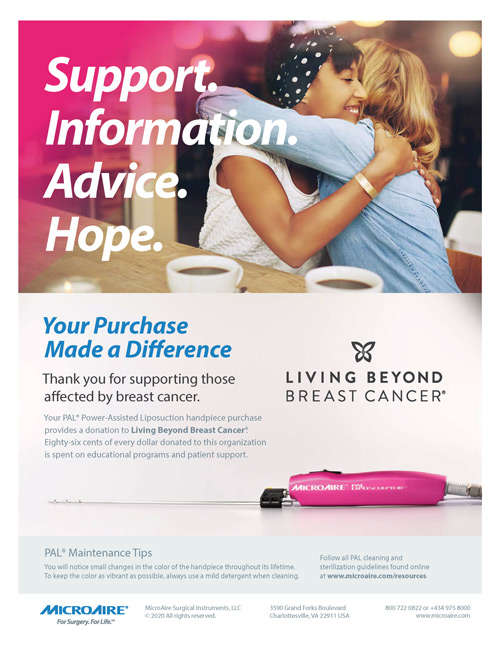 Support.
Information.
Advice.
Hope.
Your Purchase
Made a Difference
Thank you for supporting those
affected by breast cancer.
Your PAL® Power-Assisted Liposuction handpiece purchase
provides a donation to Living Beyond Breast Cancer®.
Eighty-six cents of every dollar donated to this organization
is spent on educational programs and patient support.
LIVING BEYOND
BREAST CANCER®
MICROAIRE® PAL LIPOSCULPTOR™
PAL® Maintenance Tips
You will notice small changes in the color of the handpiece throughout its lifetime.
To keep the color as vibrant as possible, always use a mild detergent when cleaning.
Follow all PAL cleaning and
sterilization guidelines found online
at www.microaire.com/resources
MICROAIRE®
For Surgery. For Life.℠
MicroAire Surgical Instruments, LLC
© 2020 All rights reserved.
3590 Grand Forks Boulevard
Charlottesville, VA 22911 USA
800 722 0822 or +434 975 8000
www.microaire.com